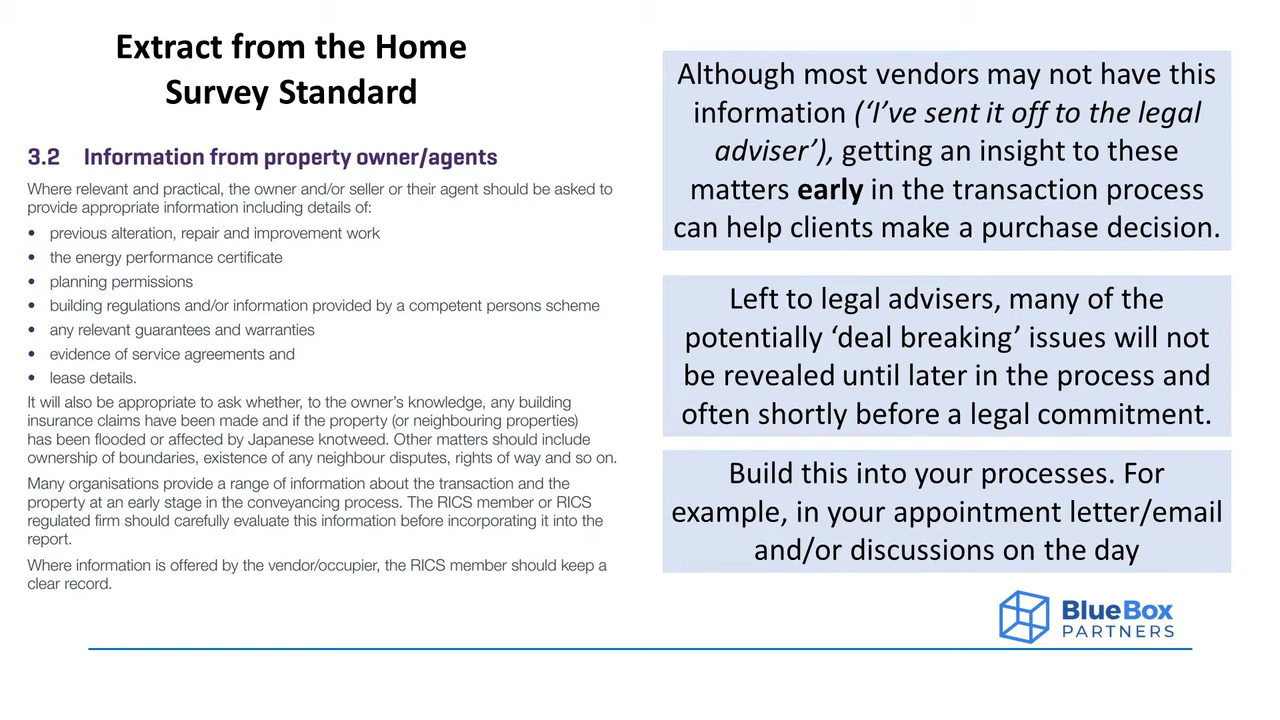 Extract from the Home
Survey Standard
3.2 Information from property owner/agents
Where relevant and practical, the owner and/or seller or their agent should be asked to
provide appropriate information including details of:
• previous alteration, repair and improvement work
• the energy performance certificate
• planning permissions
• building regulations and/or information provided by a competent persons scheme
• any relevant guarantees and warranties
• evidence of service agreements and
• lease details.
It will also be appropriate to ask whether, to the owner's knowledge, any building
insurance claims have been made and if the property (or neighbouring properties)
has been flooded or affected by Japanese knotweed. Other matters should include
ownership of boundaries, existence of any neighbour disputes, rights of way and so on.
Many organisations provide a range of information about the transaction and the
property at an early stage in the conveyancing process. The RICS member or RICS
regulated firm should carefully evaluate this information before incorporating it into the
report.
Where information is offered by the vendor/occupier, the RICS member should keep a
clear record.
Although most vendors may not have this
information (‘I’ve sent it off to the legal
adviser’), getting an insight to these
matters early in the transaction process
can help clients make a purchase decision.
Left to legal advisers, many of the
potentially ‘deal breaking’ issues will not
be revealed until later in the process and
often shortly before a legal commitment.
Build this into your processes. For
example, in your appointment letter/email
and/or discussions on the day
BlueBox
PARTNERS